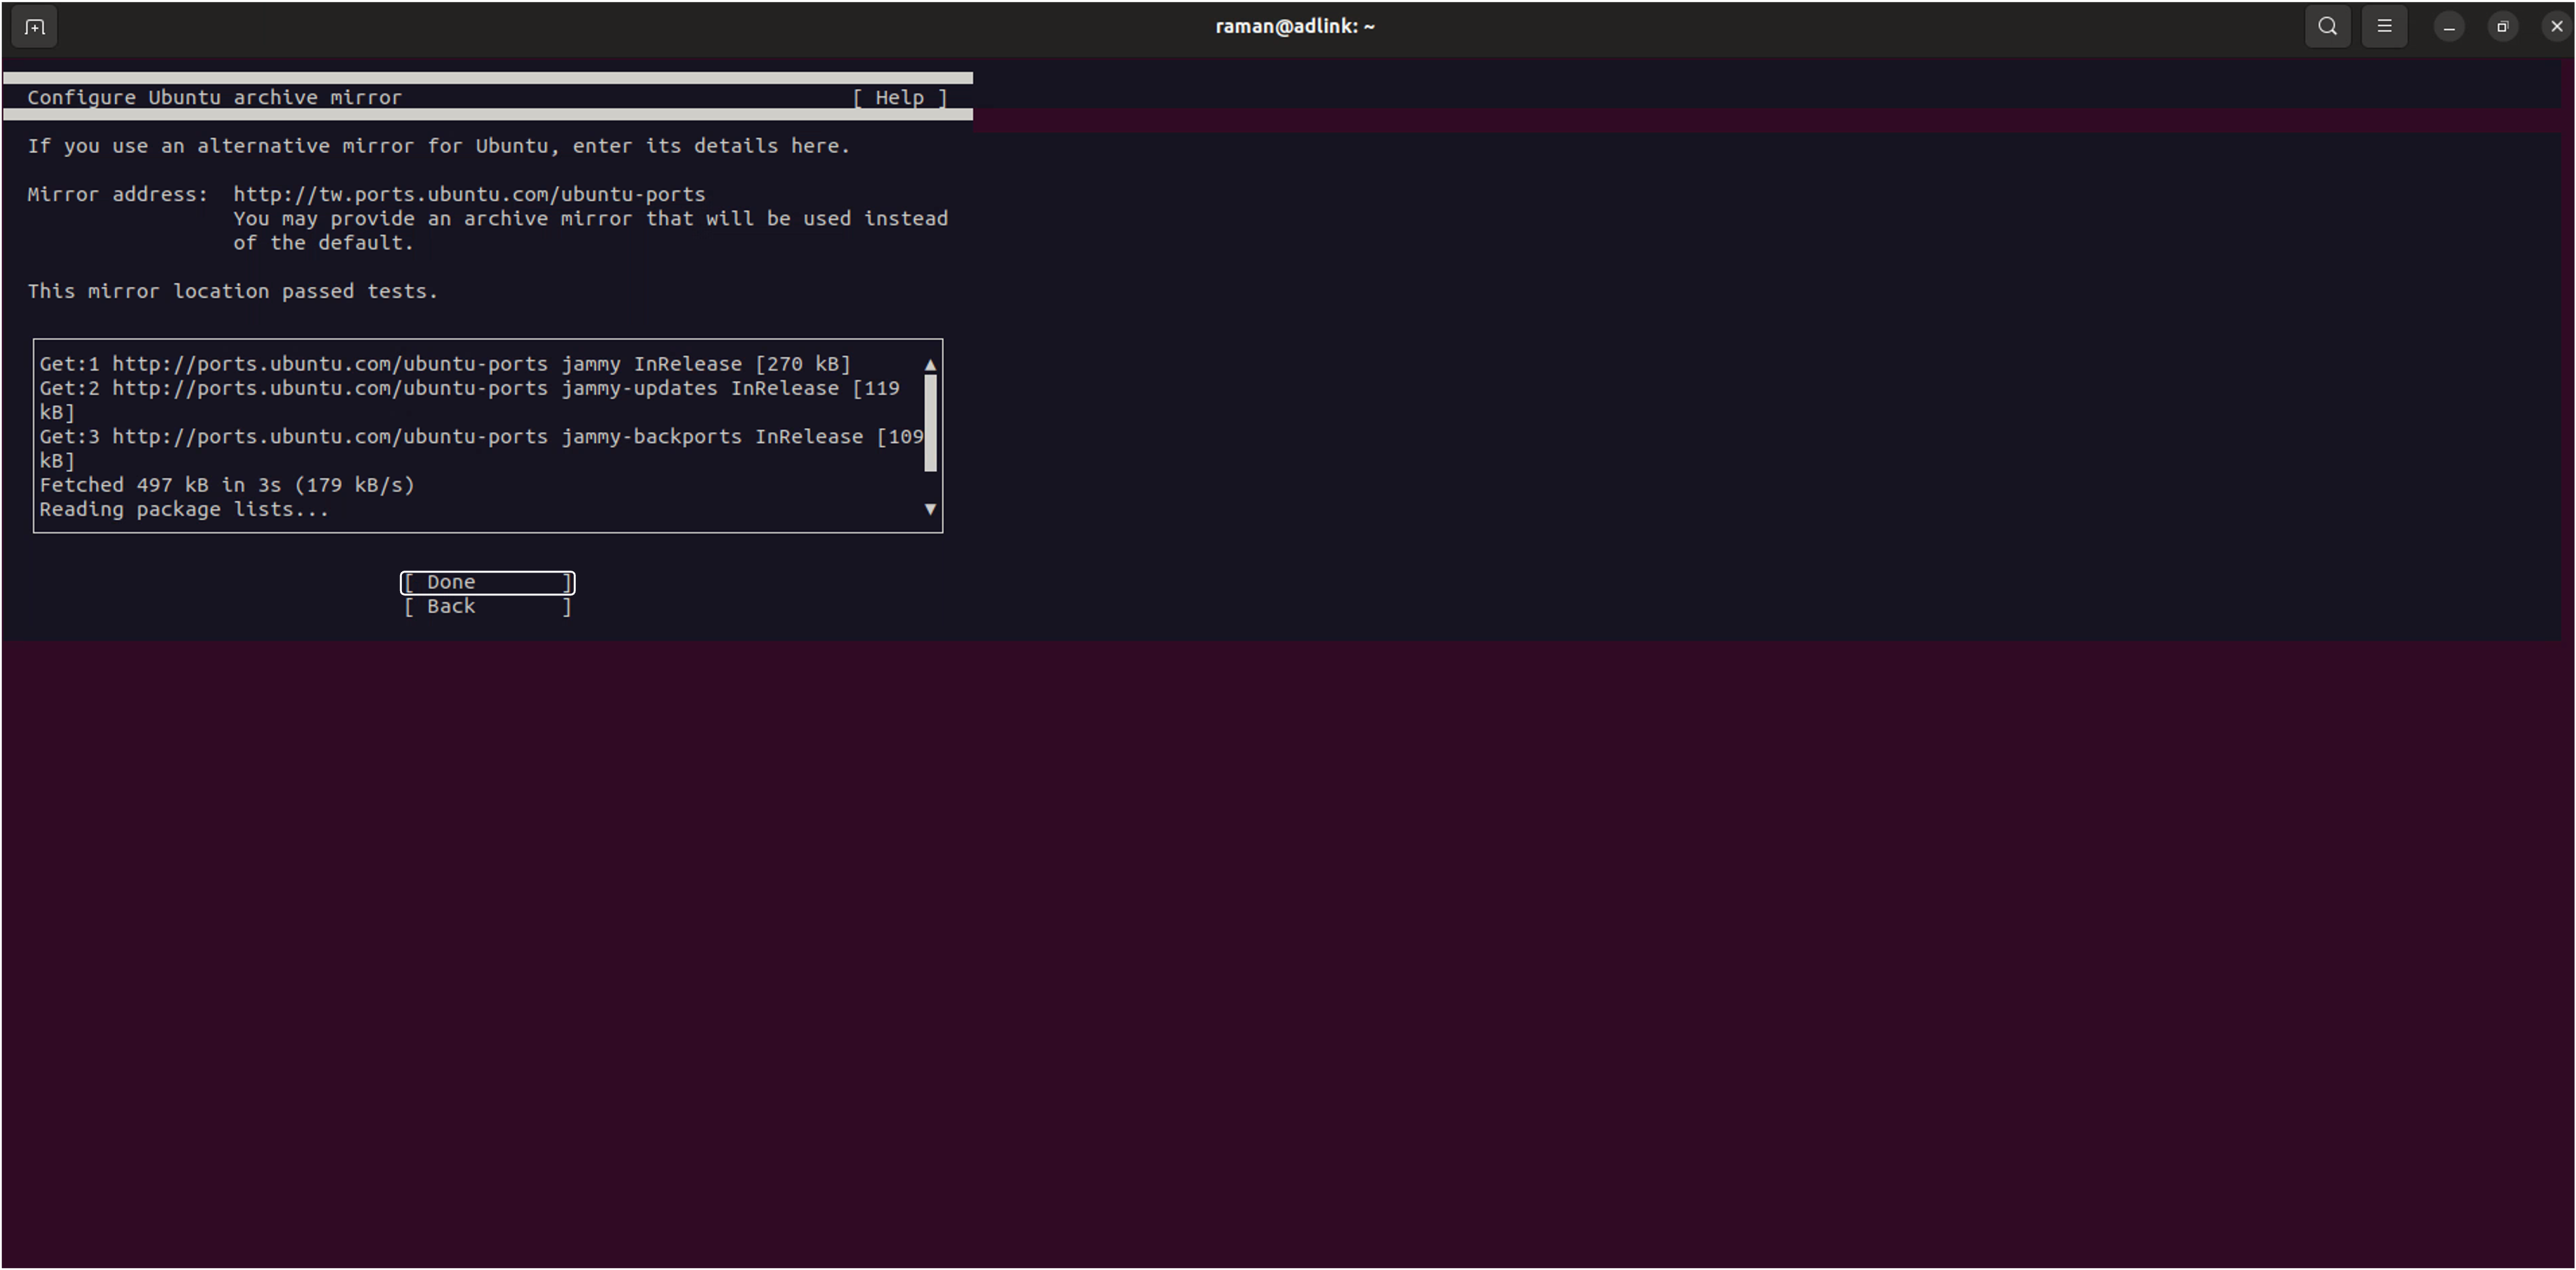 raman@adlink: ~
Configure Ubuntu archive mirror [ Help ]
If you use an alternative mirror for Ubuntu, enter its details here.
Mirror address: http://tw.ports.ubuntu.com/ubuntu-ports
You may provide an archive mirror that will be used instead
of the default.
This mirror location passed tests.
Get:1 http://ports.ubuntu.com/ubuntu-ports jammy InRelease [270 kB]
Get:2 http://ports.ubuntu.com/ubuntu-ports jammy-updates InRelease [119
kB]
Get:3 http://ports.ubuntu.com/ubuntu-ports jammy-backports InRelease [109
kB]
Fetched 497 kB in 3s (179 kB/s)
Reading package lists...
[ Done ]
[ Back ]